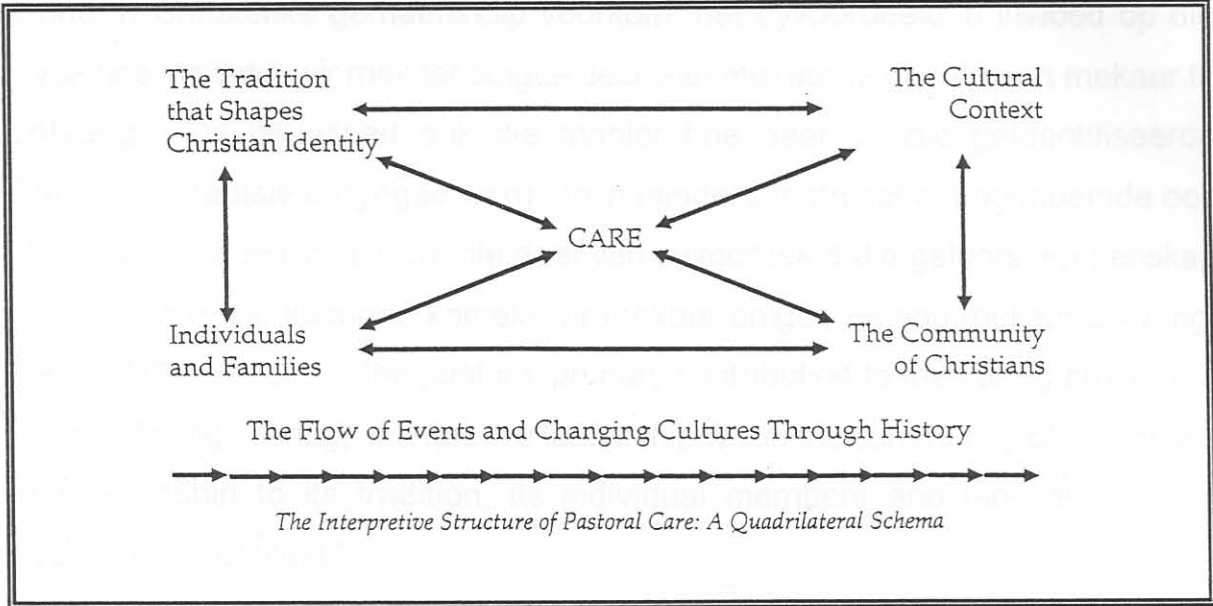 The Tradition
that Shapes
Christian Identity
The Cultural
Context
CARE
Individuals
and Families
The Community
of Christians
The Flow of Events and Changing Cultures Through History
The Interpretive Structure of Pastoral Care: A Quadrilateral Schema